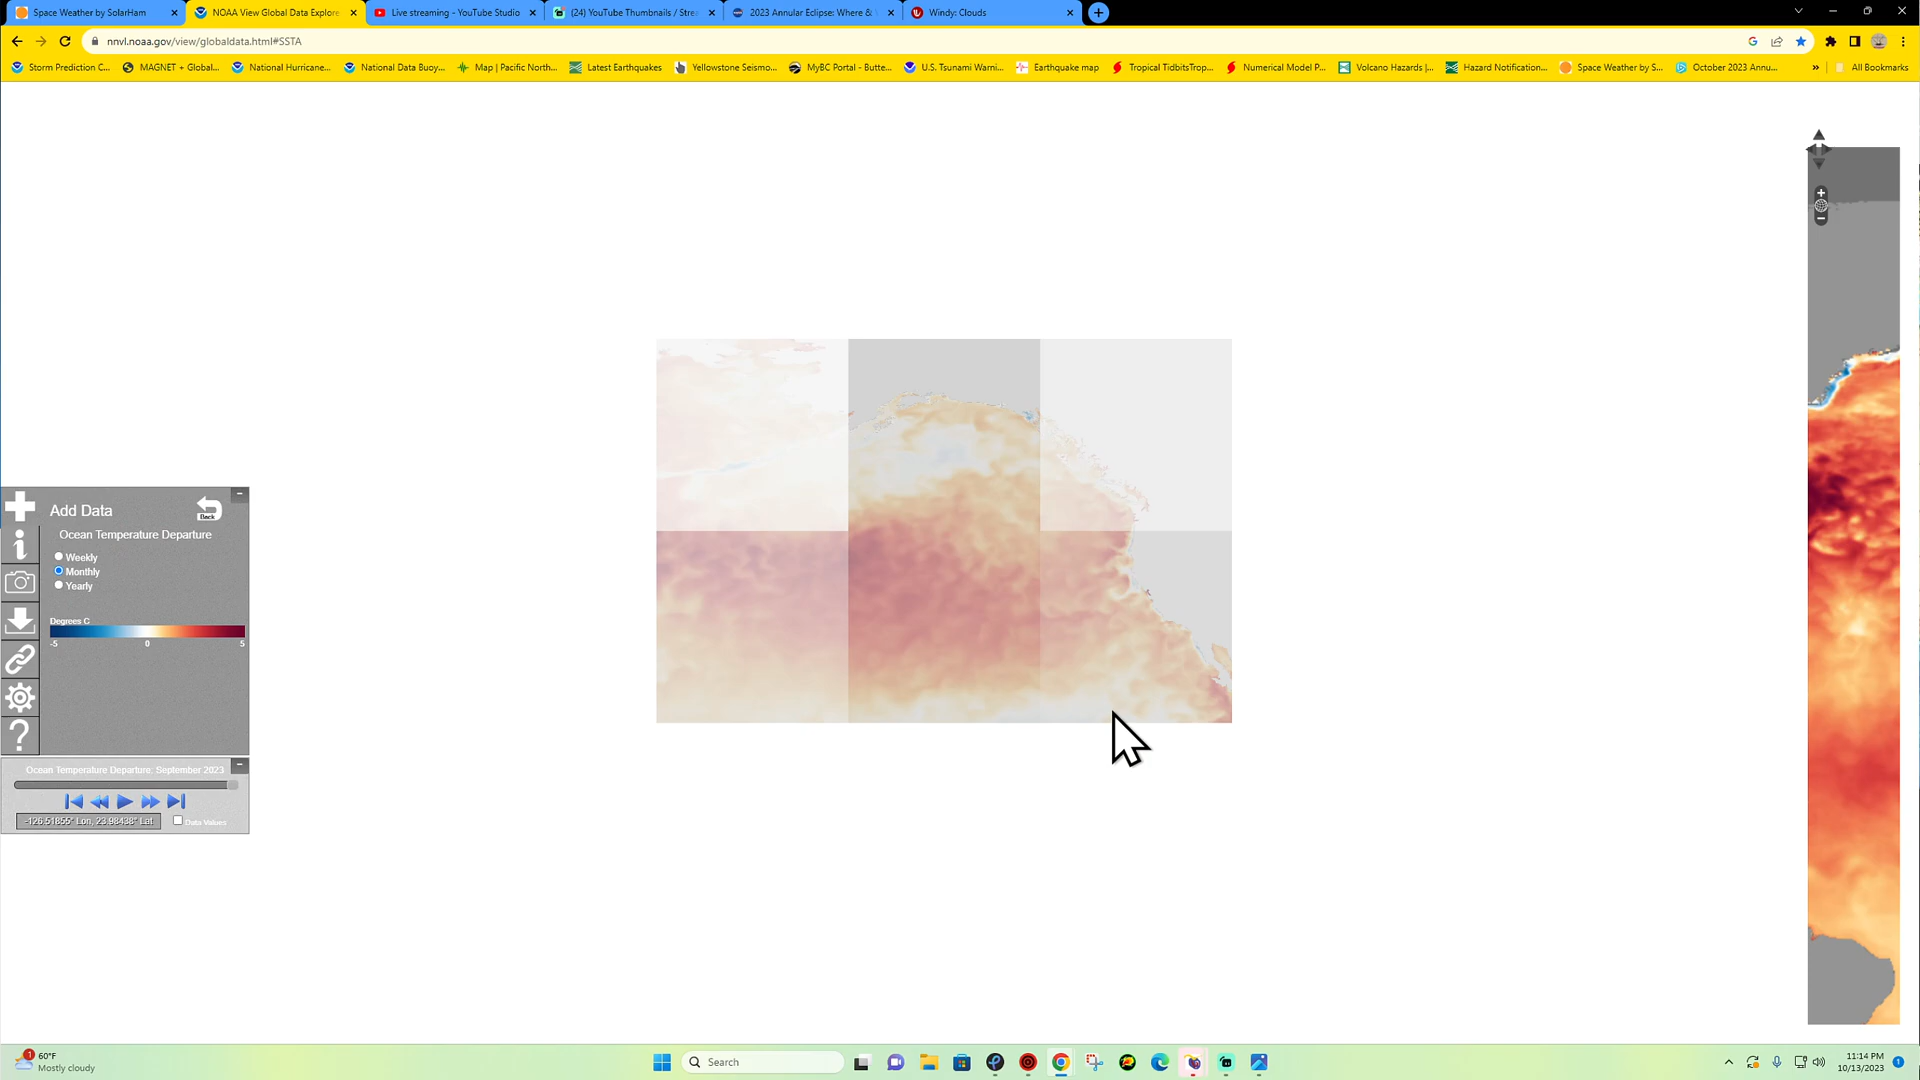 Space Weather by SolarHam
NOAA View Global Data Explore
Live streaming - YouTube Studio
(24) YouTube Thumbnails / Stre
2023 Annular Eclipse: Where &
Windy: Clouds
nnvl.noaa.gov/view/globaldata.html#SSTA
Storm Prediction C...
MAGNET + Global...
National Hurricane...
National Data Buoy...
Map | Pacific North...
Latest Earthquakes
Yellowstone Seismo...
MyBC Portal - Butte...
U.S. Tsunami Warni...
Earthquake map
Tropical TidbitsTrop...
Numerical Model P...
Volcano Hazards |...
Hazard Notification...
Space Weather by S...
October 2023 Annu...
»
All Bookmarks
Add Data
Back
Ocean Temperature Departure
Weekly
Monthly
Yearly
Degrees C
-5 0 5
Ocean Temperature Departure: September 2023
-126.51855° Lon, 23.98438° Lat
Data Values
1
60°F
Mostly cloudy
Search
11:14 PM
10/13/2023
1